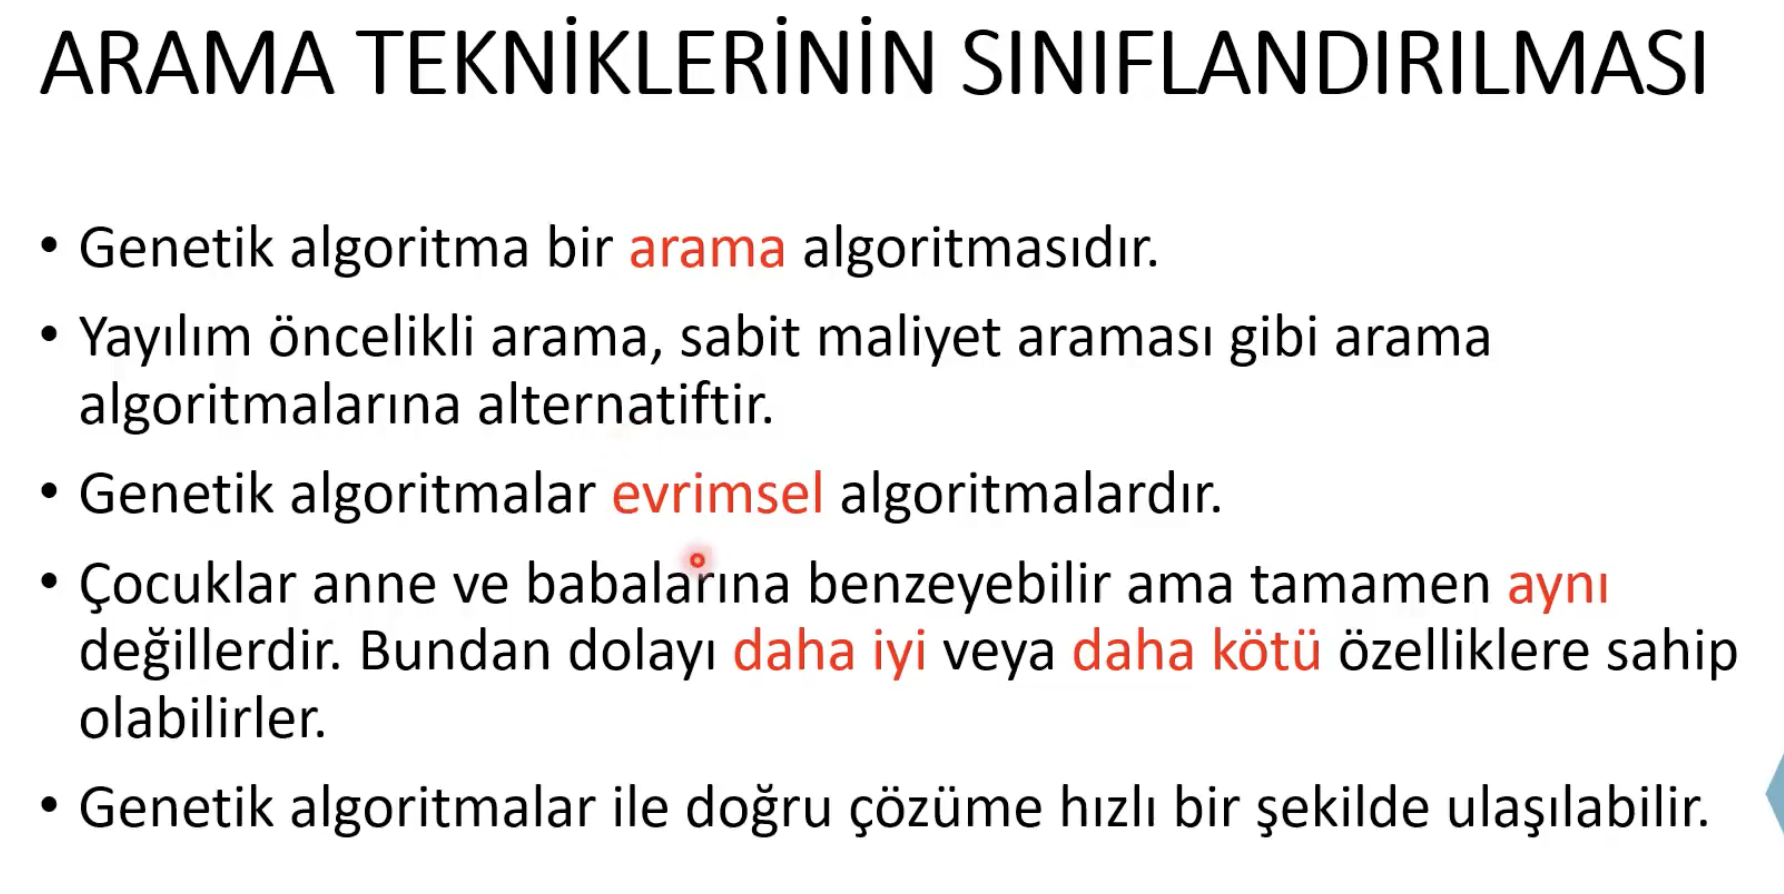 ARAMA TEKNİKLERİNİN SINIFLANDIRILMASI
• Genetik algoritma bir arama algoritmasıdır.
• Yayılım öncelikli arama, sabit maliyet araması gibi arama
algoritmalarına alternatiftir.
• Genetik algoritmalar evrimsel algoritmalardır.
• Çocuklar anne ve babalarına benzeyebilir ama tamamen aynı
değillerdir. Bundan dolayı daha iyi veya daha kötü özelliklere sahip
olabilirler.
• Genetik algoritmalar ile doğru çözüme hızlı bir şekilde ulaşılabilir.